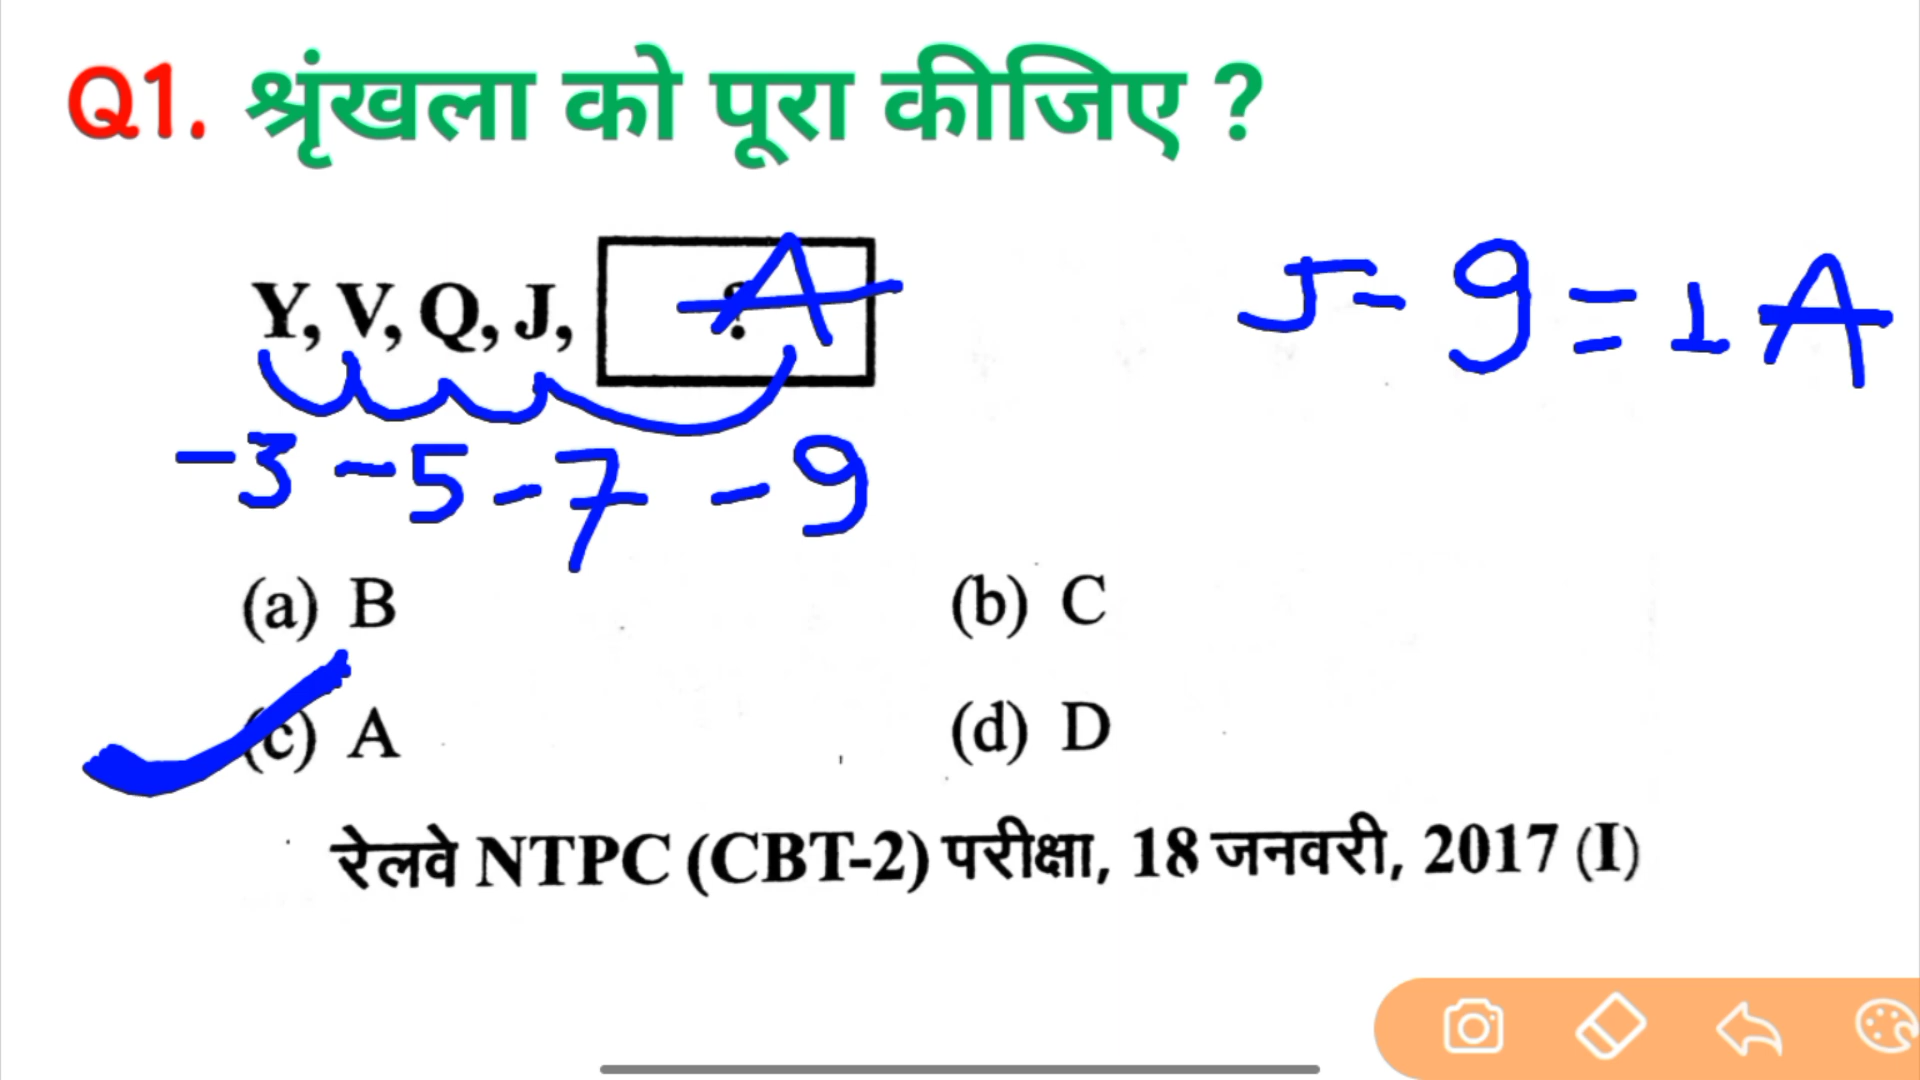 Q1. श्रृंखला को पूरा कीजिए ?
Y, V, Q, J, ? A
J - 9 = 1 A
-3 -5 -7 -9
(a) B (b) C
(c) A (d) D
रेलवे NTPC (CBT-2) परीक्षा, 18 जनवरी, 2017 (I)